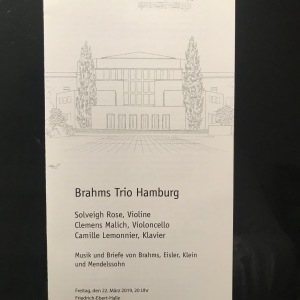 Brahms Trio Hamburg
Solveigh Rose, Violine
Clemens Malich, Violoncello
Camille Lemonnier, Klavier
Musik und Briefe von Brahms, Eisler, Klein
und Mendelssohn
Freitag, den 22. März 2019, 20 Uhr
Friedrich-Ebert-Halle